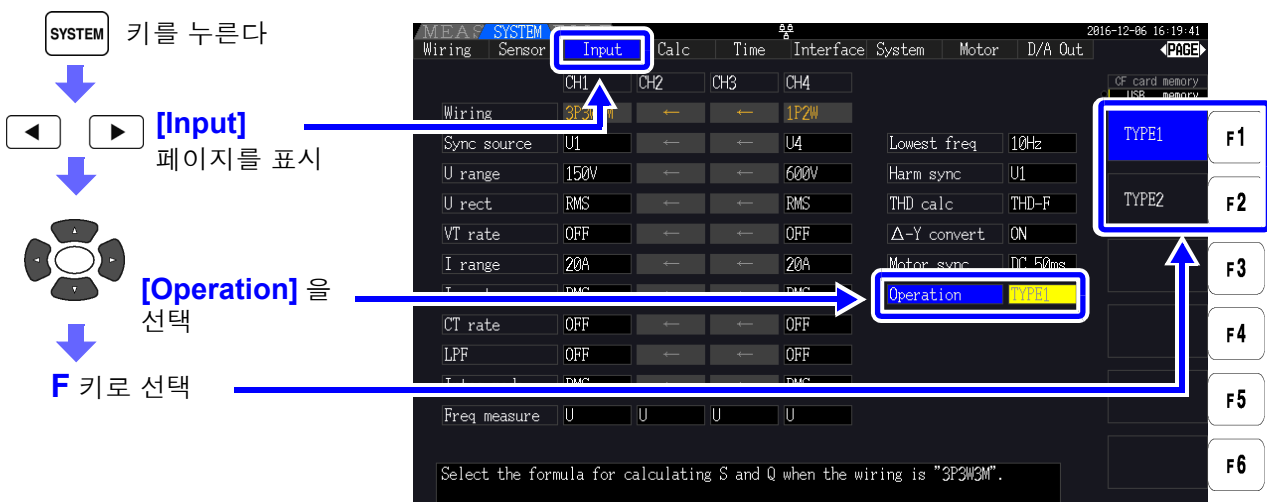 SYSTEM 키를 누른다
[Input]
페이지를 표시
[Operation] 을
선택
F 키로 선택
MEAS SYSTEM
2016-12-06 16:19:41
Wiring Sensor Input Calc Time Interface System Motor D/A Out PAGE
CH1 CH2 CH3 CH4
CF card memory
USB memory
Wiring ← ← 1P2W
Sync source U1 ← ← U4 Lowest freq 10Hz
U range 150V ← ← 600V Harm sync U1
U rect RMS ← ← RMS THD calc THD-F
VT rate OFF ← ← OFF Δ-Y convert ON
I range 20A ← ← 20A Motor sync DC 50ms
Operation TYPE1
CT rate OFF ← ← OFF
LPF OFF ← ← OFF
Freq measure U U U U
Select the formula for calculating S and Q when the wiring is "3P3W3M".
TYPE1 F1
TYPE2 F2
F3
F4
F5
F6